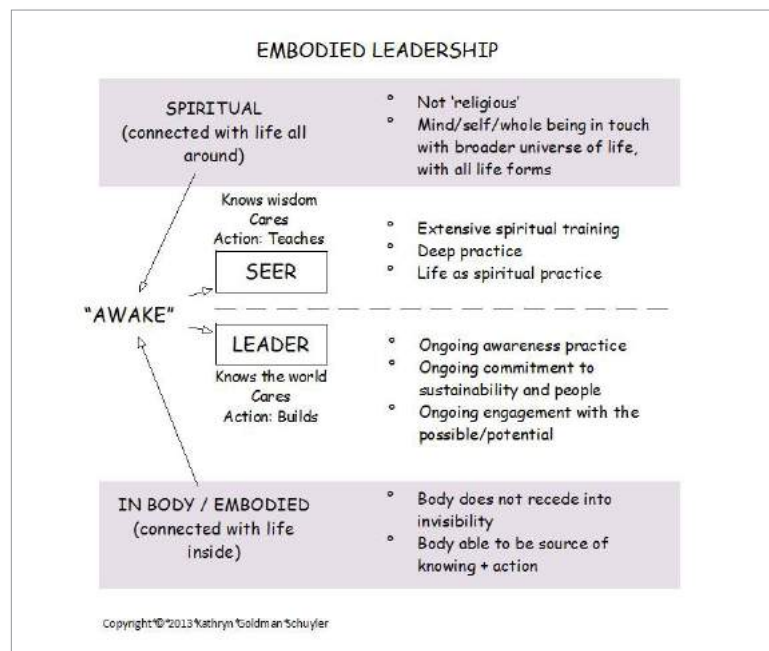 EMBODIED LEADERSHIP
SPIRITUAL
(connected with life all
around)
° Not 'religious'
° Mind/self/whole being in touch
with broader universe of life,
with all life forms
Knows wisdom
Cares
Action: Teaches
SEER
° Extensive spiritual training
° Deep practice
° Life as spiritual practice
"AWAKE"
LEADER
Knows the world
Cares
Action: Builds
° Ongoing awareness practice
° Ongoing commitment to
sustainability and people
° Ongoing engagement with the
possible/potential
IN BODY / EMBODIED
(connected with life
inside)
° Body does not recede into
invisibility
° Body able to be source of
knowing + action
Copyright © 2013 Kathryn Goldman Schuyler